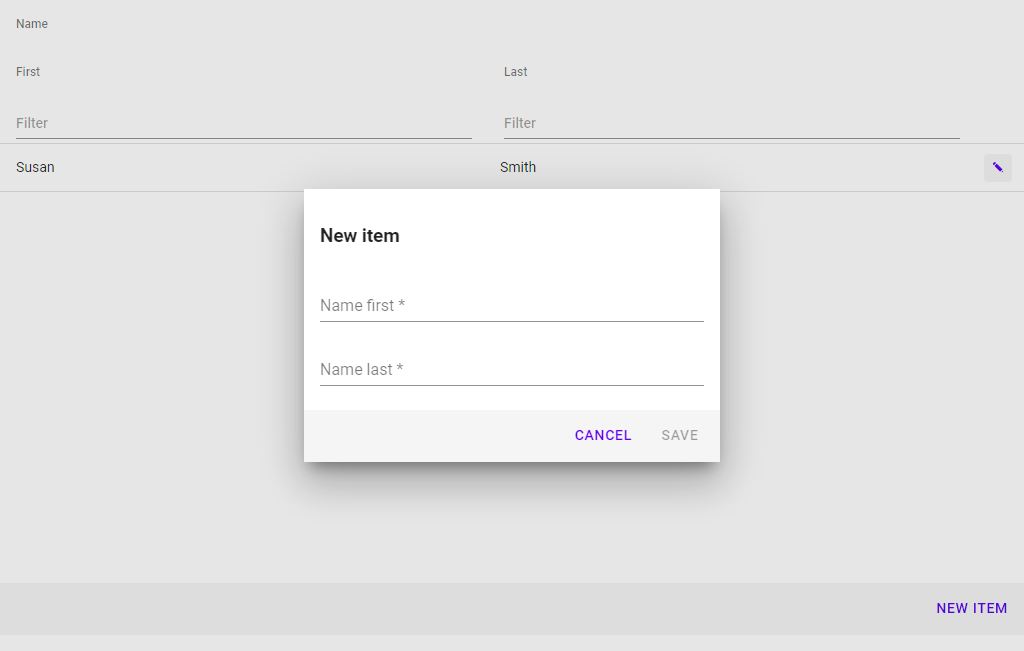 Name
First Last
Filter Filter
Susan Smith
New item
Name first *
Name last *
CANCEL SAVE
NEW ITEM